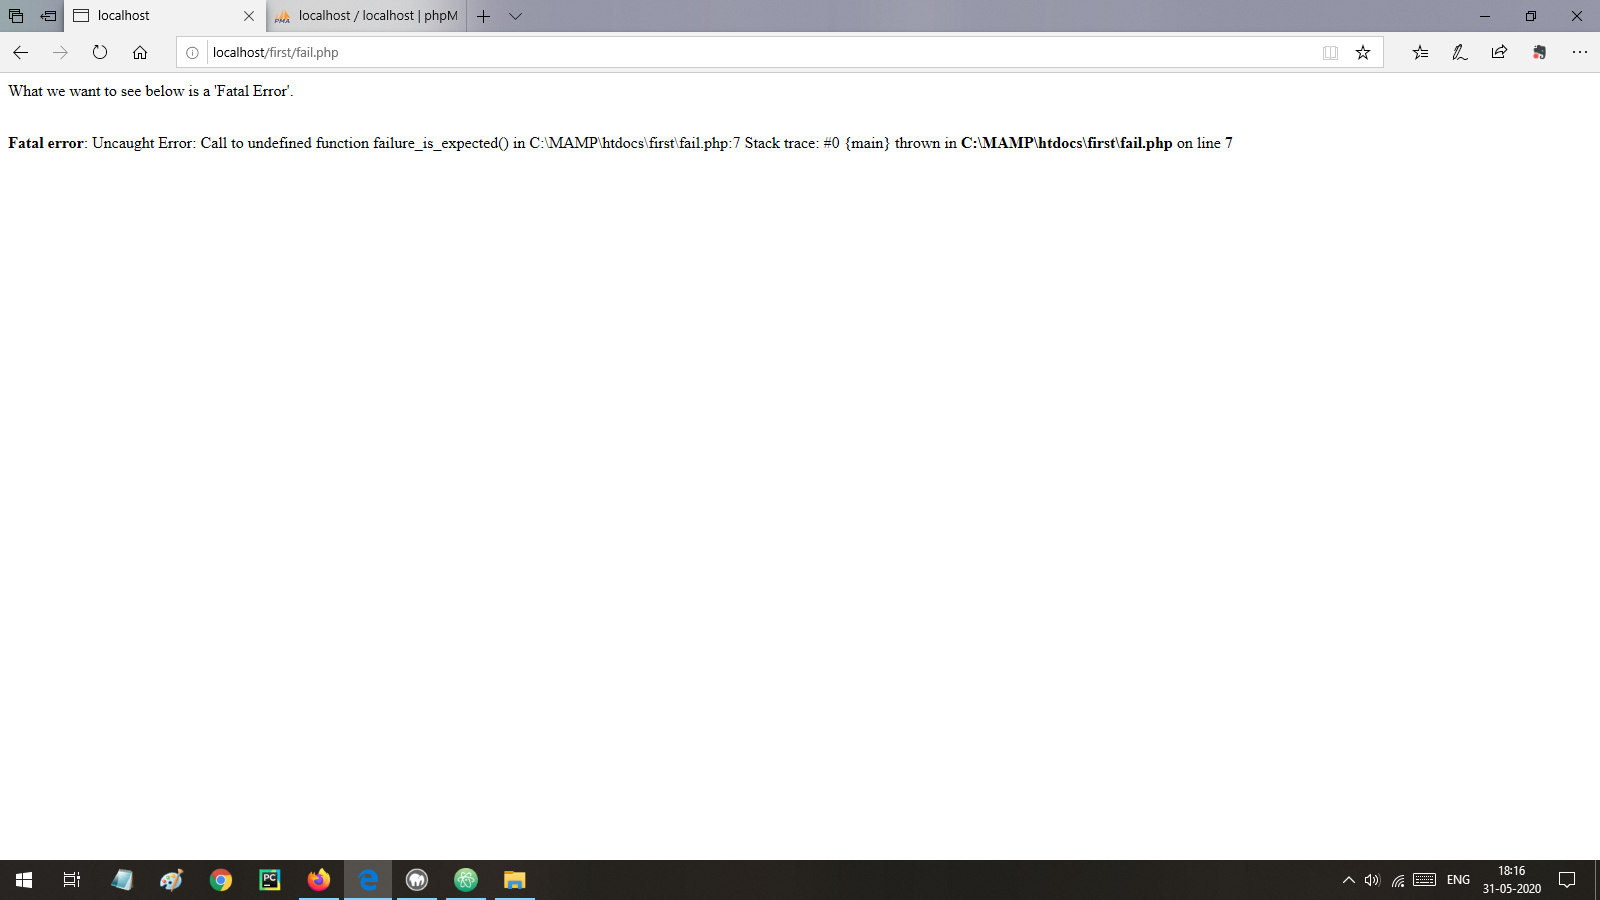 localhost
PMA
localhost / localhost | phpM
localhost/first/fail.php
What we want to see below is a 'Fatal Error'.
Fatal error: Uncaught Error: Call to undefined function failure_is_expected() in C:\MAMP\htdocs\first\fail.php:7 Stack trace: #0 {main} thrown in C:\MAMP\htdocs\first\fail.php on line 7
PC
ENG
18:16
31-05-2020